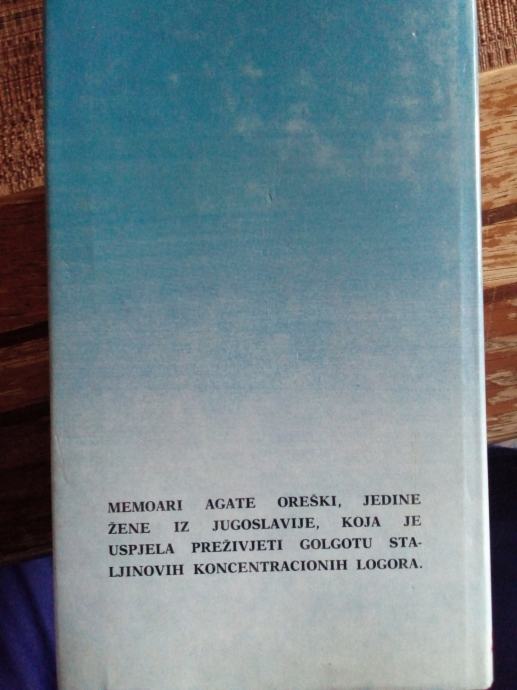 MEMOARI AGATE OREŠKI, JEDINE
ŽENE IZ JUGOSLAVIJE, KOJA JE
USPJELA PREŽIVJETI GOLGOTU STA-
LJINOVIH KONCENTRACIONIH LOGORA.